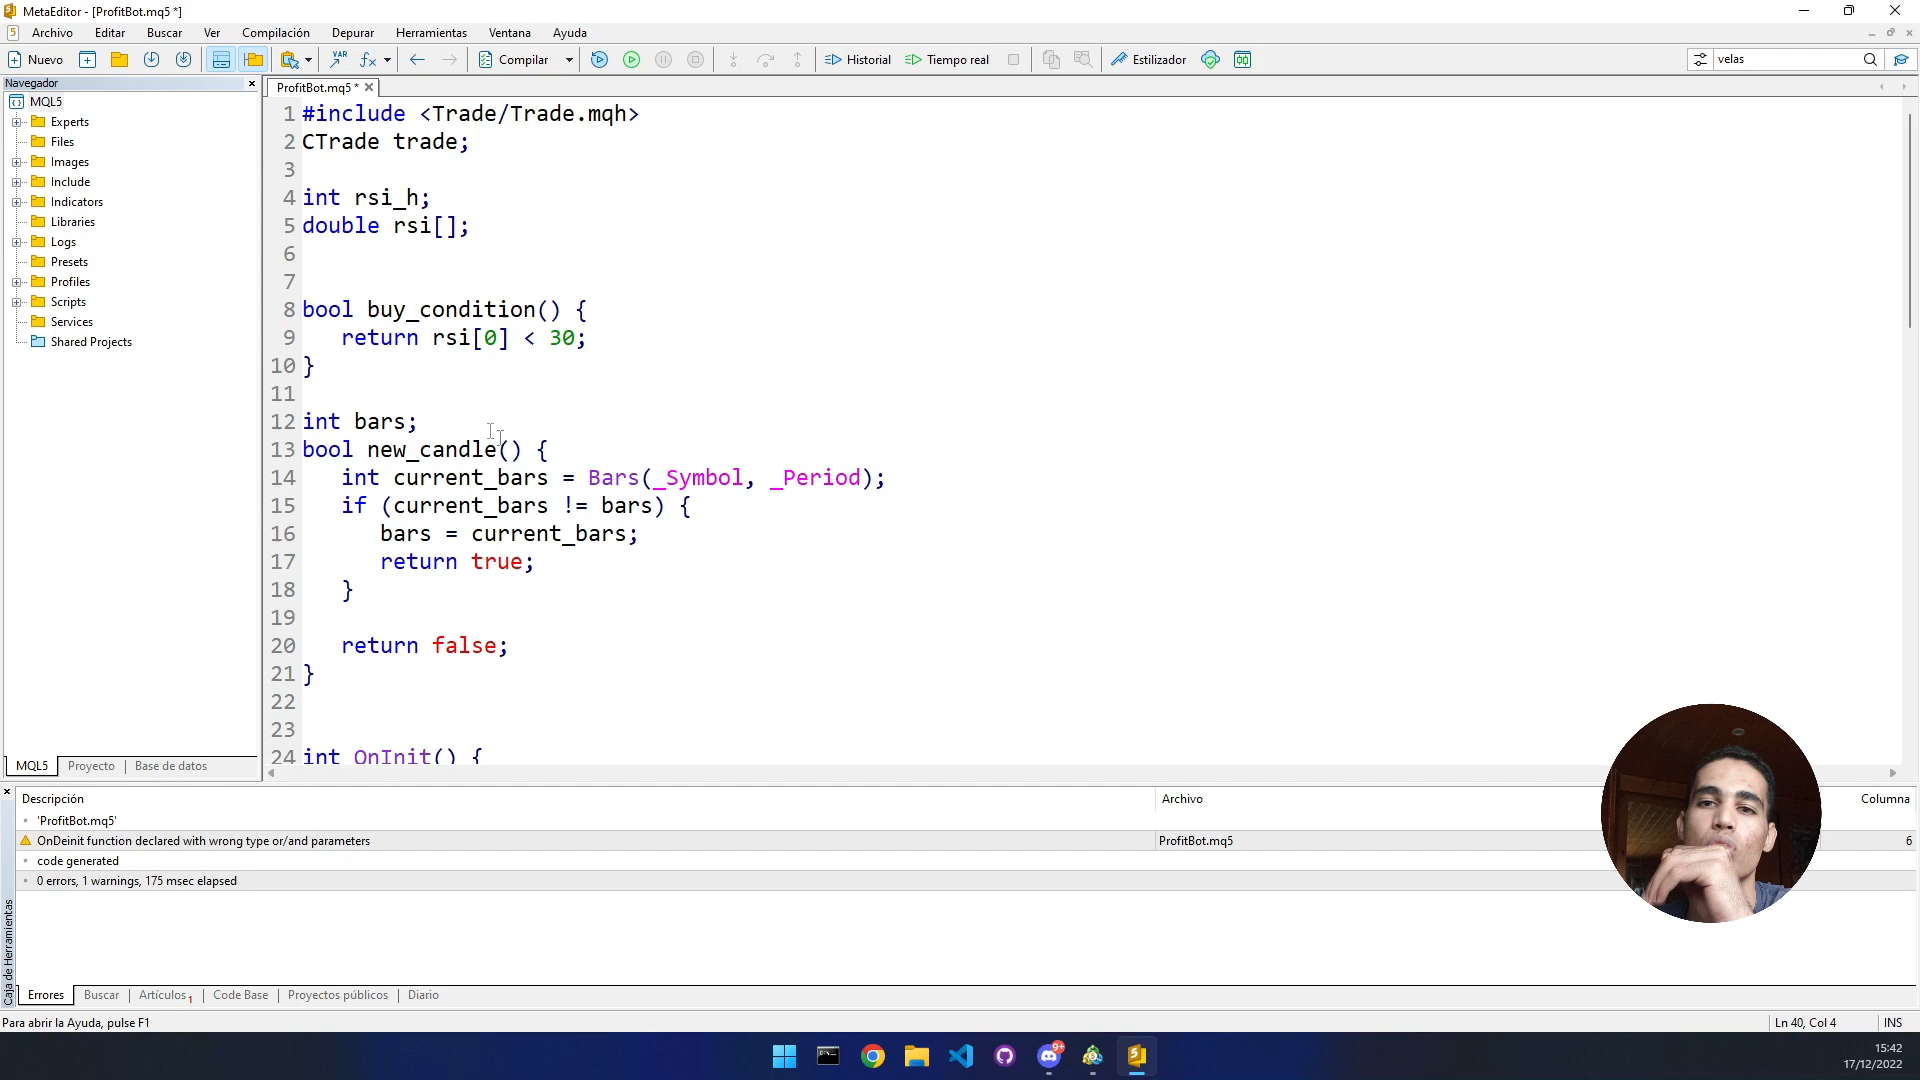 MetaEditor - [ProfitBot.mq5 *]
Archivo Editar Buscar Ver Compilación Depurar Herramientas Ventana Ayuda
Nuevo VAR Compilar Historial Tiempo real Estilizador velas
Navegador
MQL5
Experts
Files
Images
Include
Indicators
Libraries
Logs
Presets
Profiles
Scripts
Services
Shared Projects
MQL5 Proyecto Base de datos
ProfitBot.mq5 *
1 #include <Trade/Trade.mqh>
2 CTrade trade;
3
4 int rsi_h;
5 double rsi[];
6
7
8 bool buy_condition() {
9 return rsi[0] < 30;
10 }
11
12 int bars;
13 bool new_candle() {
14 int current_bars = Bars(_Symbol, _Period);
15 if (current_bars != bars) {
16 bars = current_bars;
17 return true;
18 }
19
20 return false;
21 }
22
23
24 int OnInit() {
Descripción Archivo Columna
'ProfitBot.mq5'
OnDeinit function declared with wrong type or/and parameters ProfitBot.mq5 6
code generated
0 errors, 1 warnings, 175 msec elapsed
Caja de Herramientas
Errores Buscar Artículos 1 Code Base Proyectos públicos Diario
Para abrir la Ayuda, pulse F1 Ln 40, Col 4 INS
9+
15:42
17/12/2022